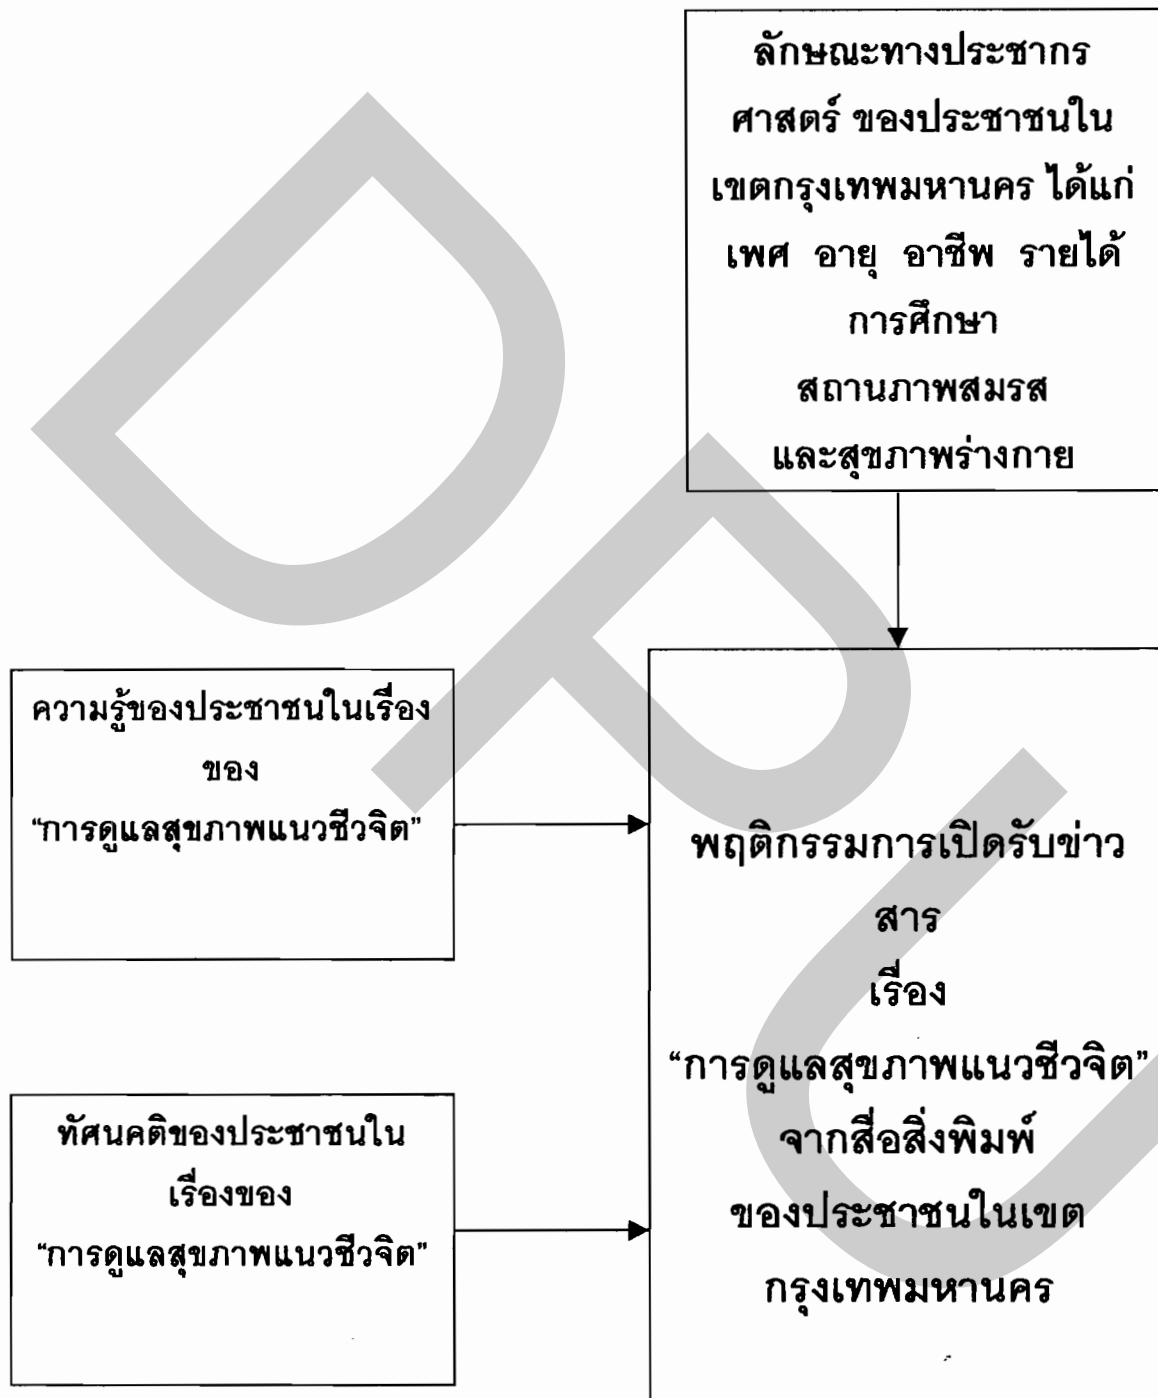 ลักษณะทางประชากร
ศาสตร์ ของประชาชนใน
เขตกรุงเทพมหานคร ได้แก่
เพศ อายุ อาชีพ รายได้
การศึกษา
สถานภาพสมรส
และสุขภาพร่างกาย
ความรู้ของประชาชนในเรื่อง
ของ
“การดูแลสุขภาพแนวชีวจิต”
ทัศนคติของประชาชนใน
เรื่องของ
“การดูแลสุขภาพแนวชีวจิต”
พฤติกรรมการเปิดรับข่าว
สาร
เรื่อง
“การดูแลสุขภาพแนวชีวจิต”
จากสื่อสิ่งพิมพ์
ของประชาชนในเขต
กรุงเทพมหานคร
DPU